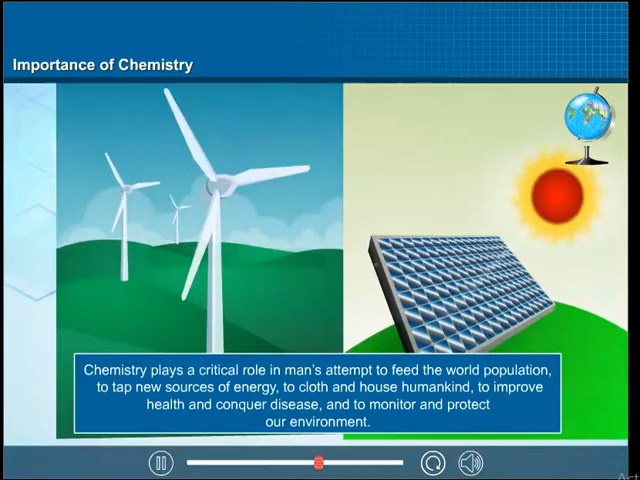 Importance of Chemistry
Chemistry plays a critical role in man's attempt to feed the world population,
to tap new sources of energy, to cloth and house humankind, to improve
health and conquer disease, and to monitor and protect
our environment.
Act